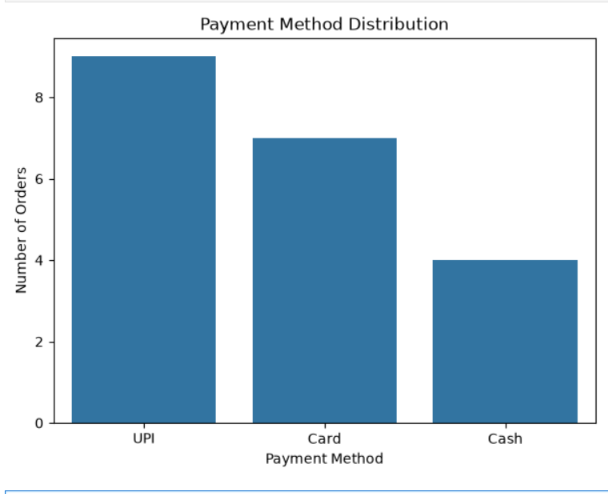 Payment Method Distribution
Number of Orders
8
6
4
2
0
UPI Card Cash
Payment Method